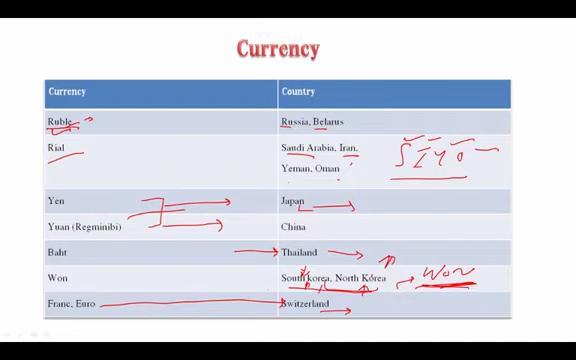 Currency
Currency Country
Ruble Russia, Belarus
Rial Saudi Arabia, Iran,
Yeman, Oman
SIYO
Yen Japan
Yuan (Regminibi) China
Baht Thailand
Won South korea, North Korea
Won
Franc, Euro Switzerland